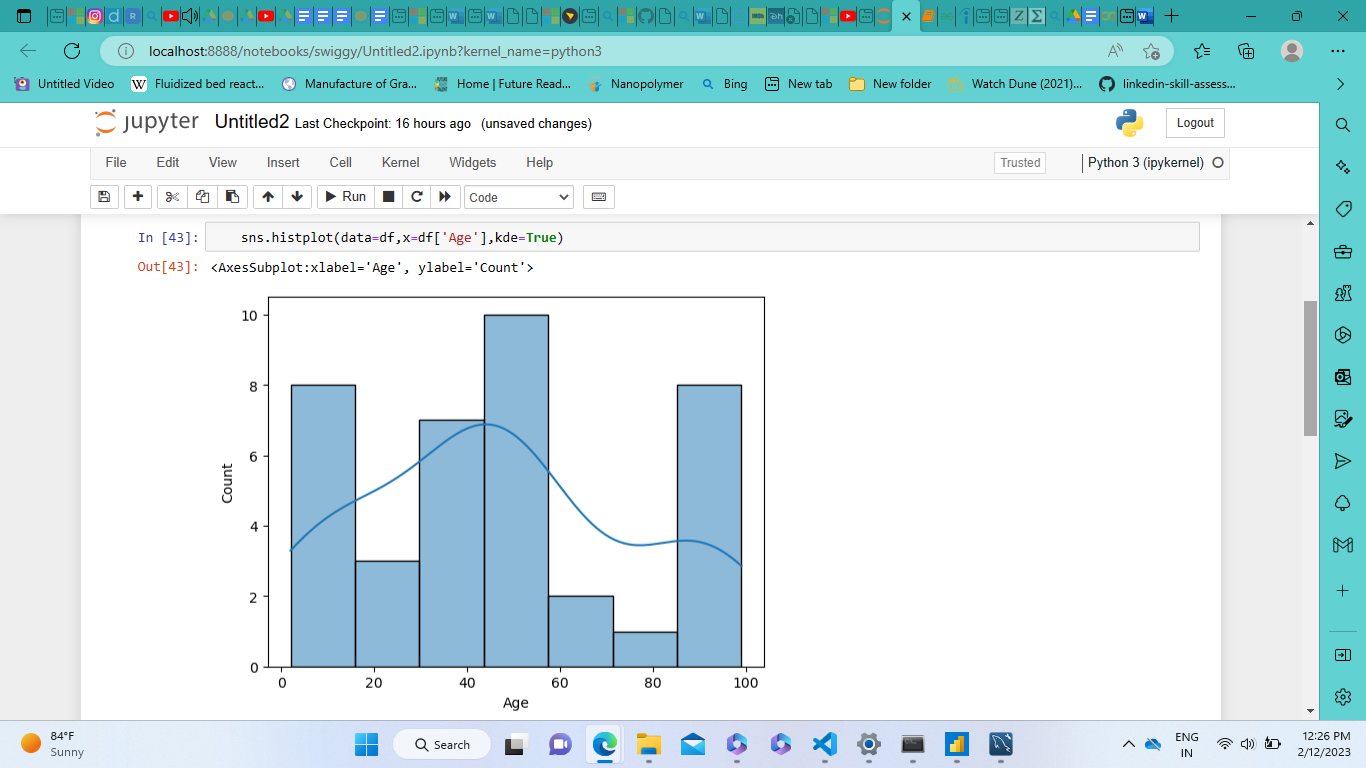 localhost:8888/notebooks/swiggy/Untitled2.ipynb?kernel_name=python3
Untitled Video Fluidized bed react... Manufacture of Gra... Home | Future Read... Nanopolymer Bing New tab New folder Watch Dune (2021)... linkedin-skill-assess...
jupyter Untitled2 Last Checkpoint: 16 hours ago (unsaved changes) Logout
File Edit View Insert Cell Kernel Widgets Help Trusted Python 3 (ipykernel)
Run Code
In [43]: sns.histplot(data=df,x=df['Age'],kde=True)
Out[43]: <AxesSubplot:xlabel='Age', ylabel='Count'>
10
8
6
Count
4
2
0
0 20 40 60 80 100
Age
84°F
Sunny
Search
ENG
IN
12:26 PM
2/12/2023